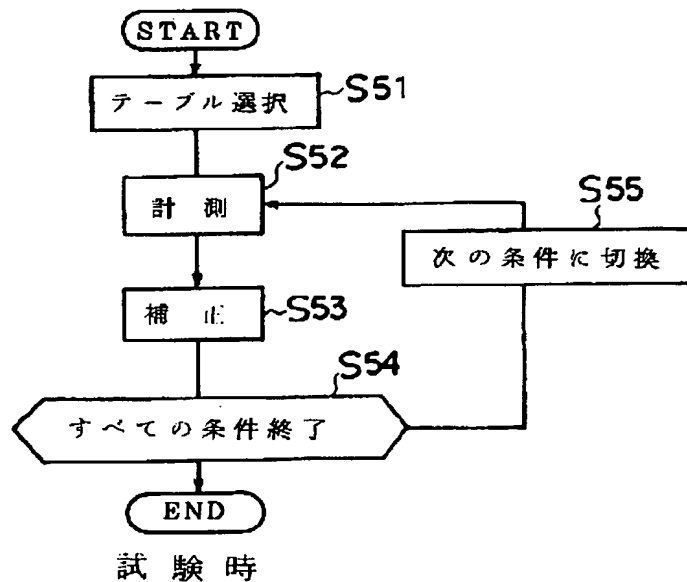 START
テーブル選択
S51
S52
計測
S55
次の条件に切換
補正
S53
S54
すべての条件終了
END
試験時